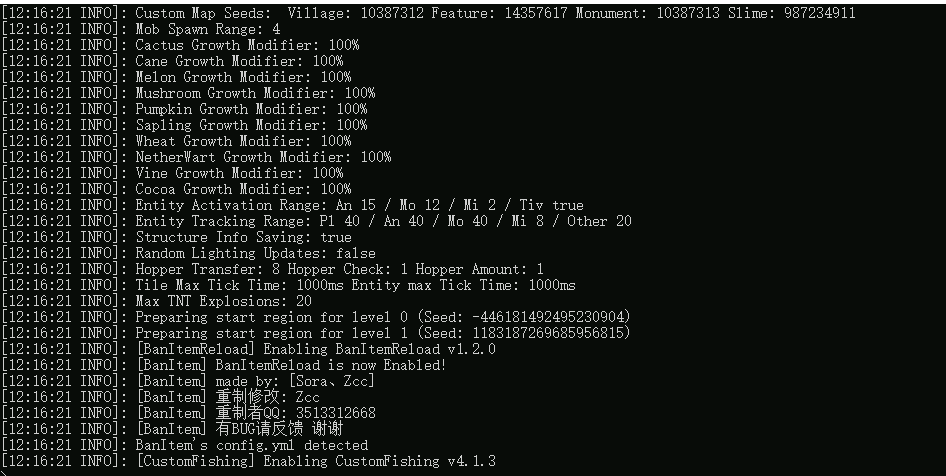 [12:16:21 INFO]: Custom Map Seeds:  Village: 10387312 Feature: 14357617 Monument: 10387313 Slime: 987234911
[12:16:21 INFO]: Mob Spawn Range: 4
[12:16:21 INFO]: Cactus Growth Modifier: 100%
[12:16:21 INFO]: Cane Growth Modifier: 100%
[12:16:21 INFO]: Melon Growth Modifier: 100%
[12:16:21 INFO]: Mushroom Growth Modifier: 100%
[12:16:21 INFO]: Pumpkin Growth Modifier: 100%
[12:16:21 INFO]: Sapling Growth Modifier: 100%
[12:16:21 INFO]: Wheat Growth Modifier: 100%
[12:16:21 INFO]: NetherWart Growth Modifier: 100%
[12:16:21 INFO]: Vine Growth Modifier: 100%
[12:16:21 INFO]: Cocoa Growth Modifier: 100%
[12:16:21 INFO]: Entity Activation Range: An 15 / Mo 12 / Mi 2 / Tiv true
[12:16:21 INFO]: Entity Tracking Range: Pl 40 / An 40 / Mo 40 / Mi 8 / Other 20
[12:16:21 INFO]: Structure Info Saving: true
[12:16:21 INFO]: Random Lighting Updates: false
[12:16:21 INFO]: Hopper Transfer: 8 Hopper Check: 1 Hopper Amount: 1
[12:16:21 INFO]: Tile Max Tick Time: 1000ms Entity max Tick Time: 1000ms
[12:16:21 INFO]: Max TNT Explosions: 20
[12:16:21 INFO]: Preparing start region for level 0 (Seed: -446181492495230904)
[12:16:21 INFO]: Preparing start region for level 1 (Seed: 1183187269685956815)
[12:16:21 INFO]: [BanItemReload] Enabling BanItemReload v1.2.0
[12:16:21 INFO]: [BanItem] BanItemReload is now Enabled!
[12:16:21 INFO]: [BanItem] made by: [Sora、Zcc]
[12:16:21 INFO]: [BanItem] 重制修改: Zcc
[12:16:21 INFO]: [BanItem] 重制者QQ: 3513312668
[12:16:21 INFO]: [BanItem] 有BUG请反馈 谢谢
[12:16:21 INFO]: BanItem's config.yml detected
[12:16:21 INFO]: [CustomFishing] Enabling CustomFishing v4.1.3